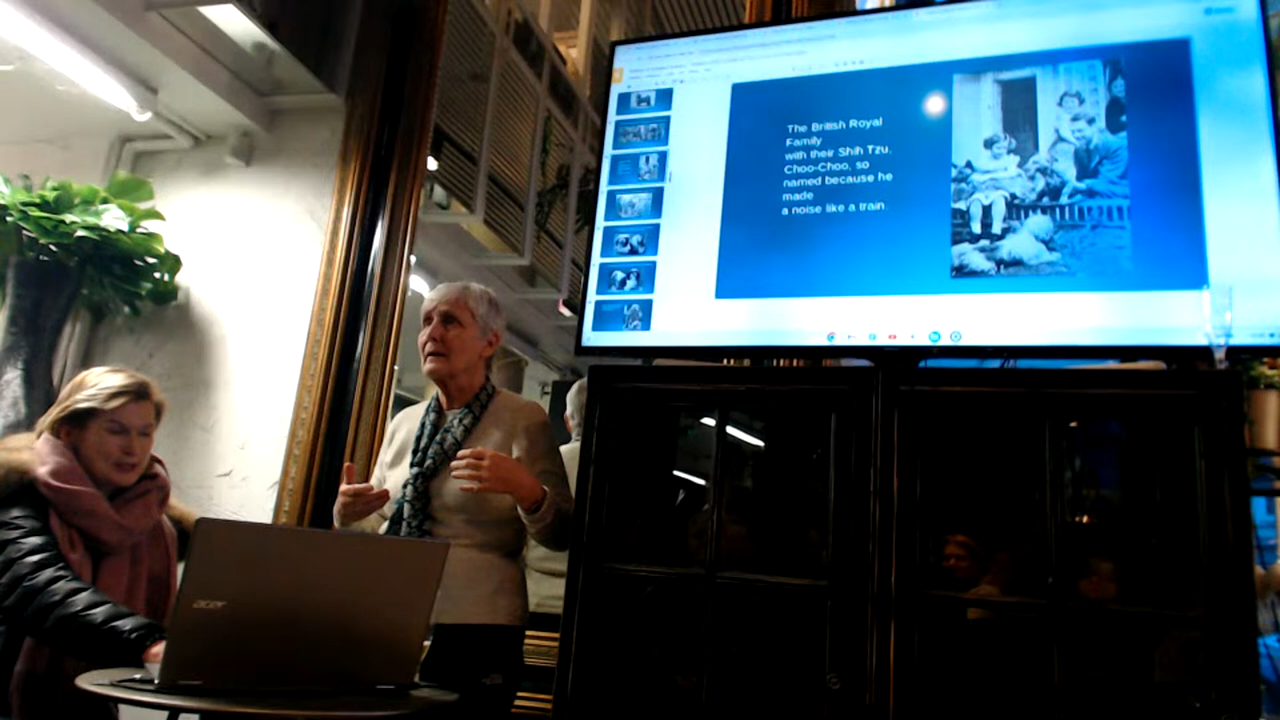 The British Royal
Family
with their Shih Tzu,
Choo-Choo, so
named because he
made
a noise like a train.
acer